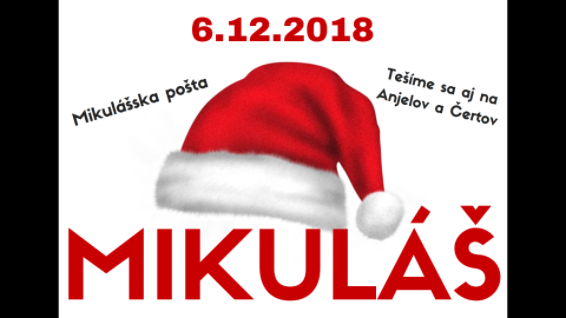 6.12.2018
Mikulášska pošta
Tešíme sa aj na
Anjelov a Čertov
MIKULÁŠ